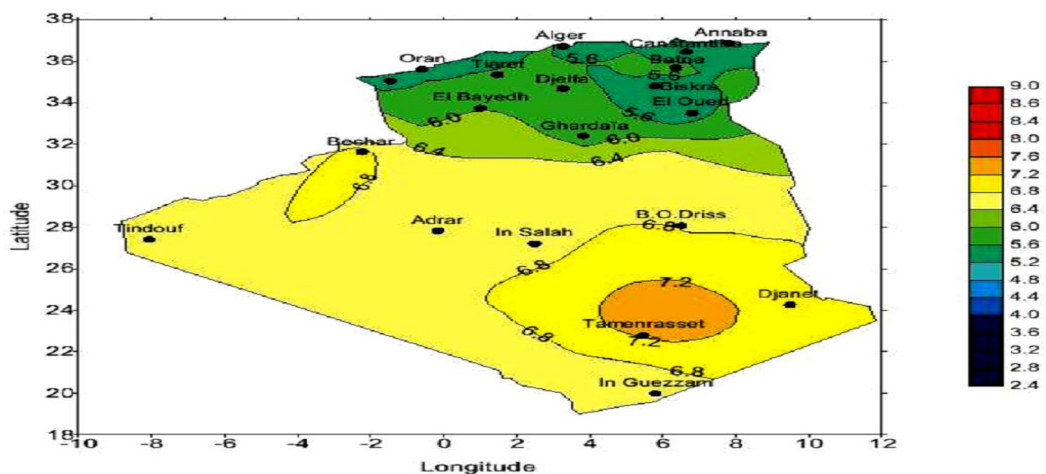 38
36
34
32
30
28
26
24
22
20
18
Latitude
-10 -8 -6 -4 -2 0 2 4 6 8 10 12
Longitude
Annaba
Alger
Oran
5.6
Batna
Tiaret
5.6
Djelfa
Biskra
El Bayedh
El Oued
5.6
6.0
Ghardaïa
6.0
Bechar
6.4
6.4
6.8
B.O.Driss
Tindouf
Adrar
In Salah
6.8
6.8
7.2
Djanet
Tamenrasset
6.8
7.2
6.8
In Guezzam
9.0
8.6
8.4
8.0
7.6
7.2
6.8
6.4
6.0
5.6
5.2
4.8
4.4
4.0
3.6
3.2
2.8
2.4